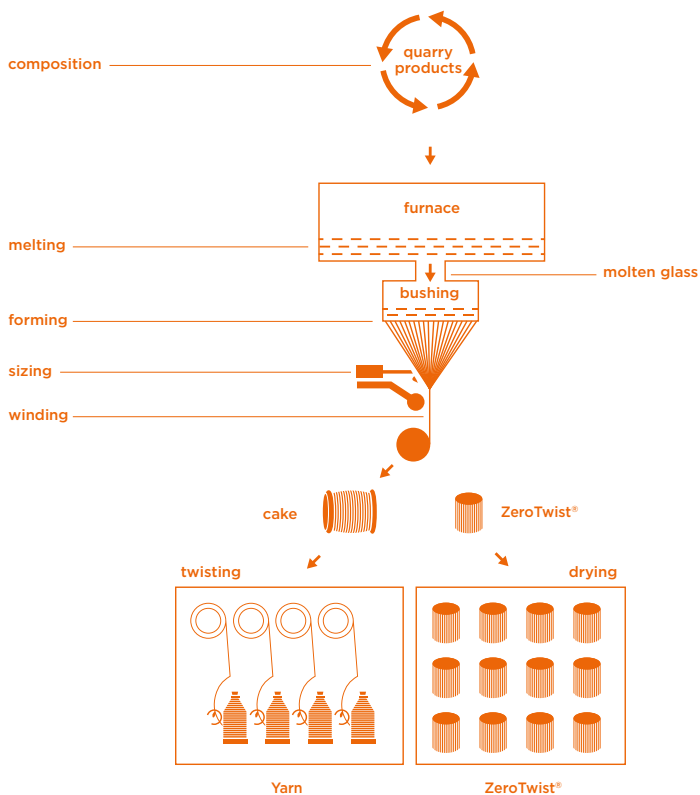 quarry
products
composition
furnace
melting
molten glass
bushing
forming
sizing
winding
cake
ZeroTwist®
twisting
drying
Yarn
ZeroTwist®